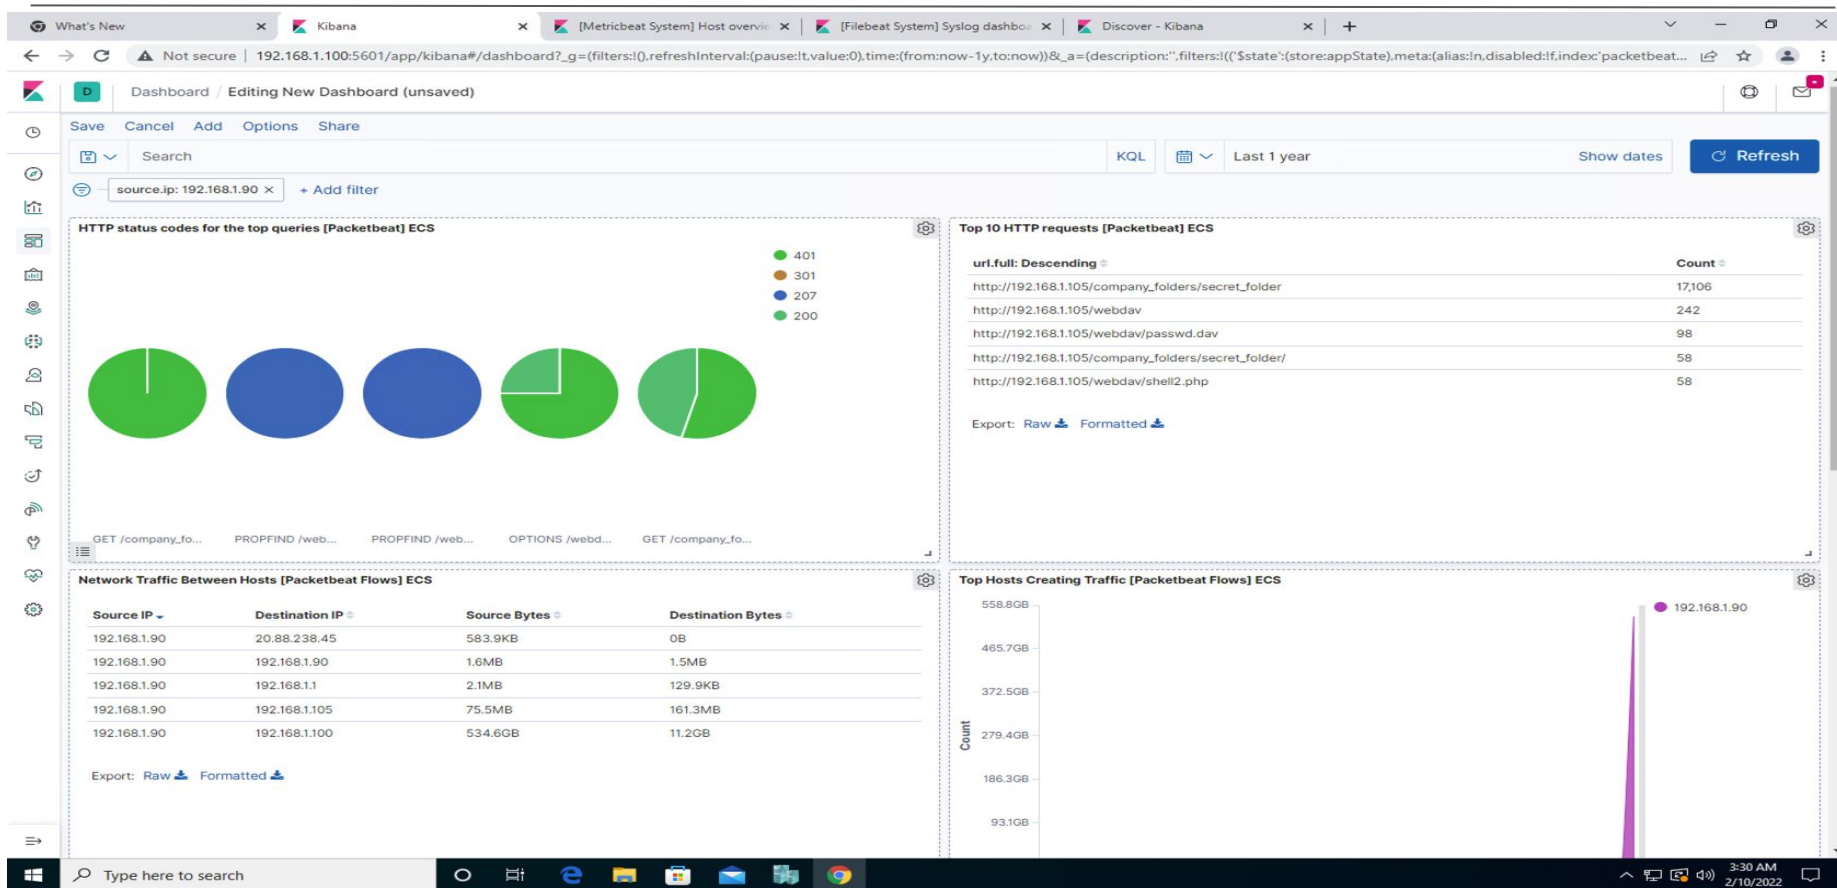 What's New
Kibana
[Metricbeat System] Host overvie
[Filebeat System] Syslog dashboa
Discover - Kibana
Not secure | 192.168.1.100:5601/app/kibana#/dashboard?_g=(filters:!(),refreshInterval:(pause:!t,value:0),time:(from:now-1y,to:now))&_a=(description:'',filters:!(('$state':(store:appState),meta:(alias:!n,disabled:!f,index:'packetbeat...
D Dashboard / Editing New Dashboard (unsaved)
Save Cancel Add Options Share
Search KQL Last 1 year Show dates Refresh
source.ip: 192.168.1.90 × + Add filter
HTTP status codes for the top queries [Packetbeat] ECS
401
301
207
200
GET /company_fo... PROPFIND /web... PROPFIND /web... OPTIONS /webd... GET /company_fo...
Top 10 HTTP requests [Packetbeat] ECS
url.full: Descending Count
http://192.168.1.105/company_folders/secret_folder 17,106
http://192.168.1.105/webdav 242
http://192.168.1.105/webdav/passwd.dav 98
http://192.168.1.105/company_folders/secret_folder/ 58
http://192.168.1.105/webdav/shell2.php 58
Export: Raw Formatted
Network Traffic Between Hosts [Packetbeat Flows] ECS
Source IP Destination IP Source Bytes Destination Bytes
192.168.1.90 20.88.238.45 583.9KB 0B
192.168.1.90 192.168.1.90 1.6MB 1.5MB
192.168.1.90 192.168.1.1 2.1MB 129.9KB
192.168.1.90 192.168.1.105 75.5MB 161.3MB
192.168.1.90 192.168.1.100 534.6GB 11.2GB
Export: Raw Formatted
Top Hosts Creating Traffic [Packetbeat Flows] ECS
558.8GB
465.7GB
372.5GB
279.4GB
186.3GB
93.1GB
Count
192.168.1.90
Type here to search
3:30 AM
2/10/2022